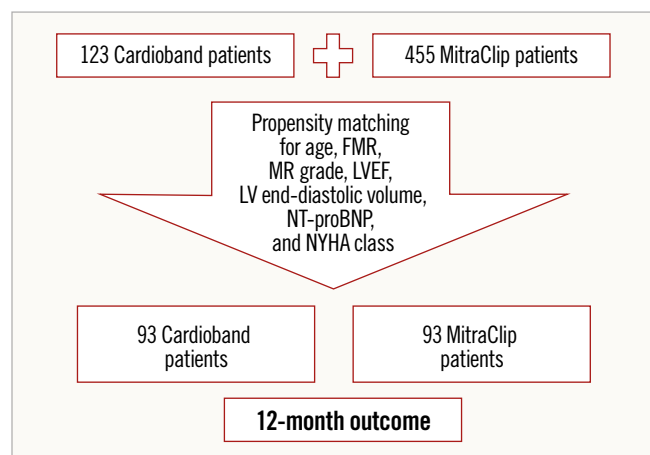 123 Cardioband patients
455 MitraClip patients
Propensity matching
for age, FMR,
MR grade, LVEF,
LV end-diastolic volume,
NT-proBNP,
and NYHA class
93 Cardioband
patients
93 MitraClip
patients
12-month outcome